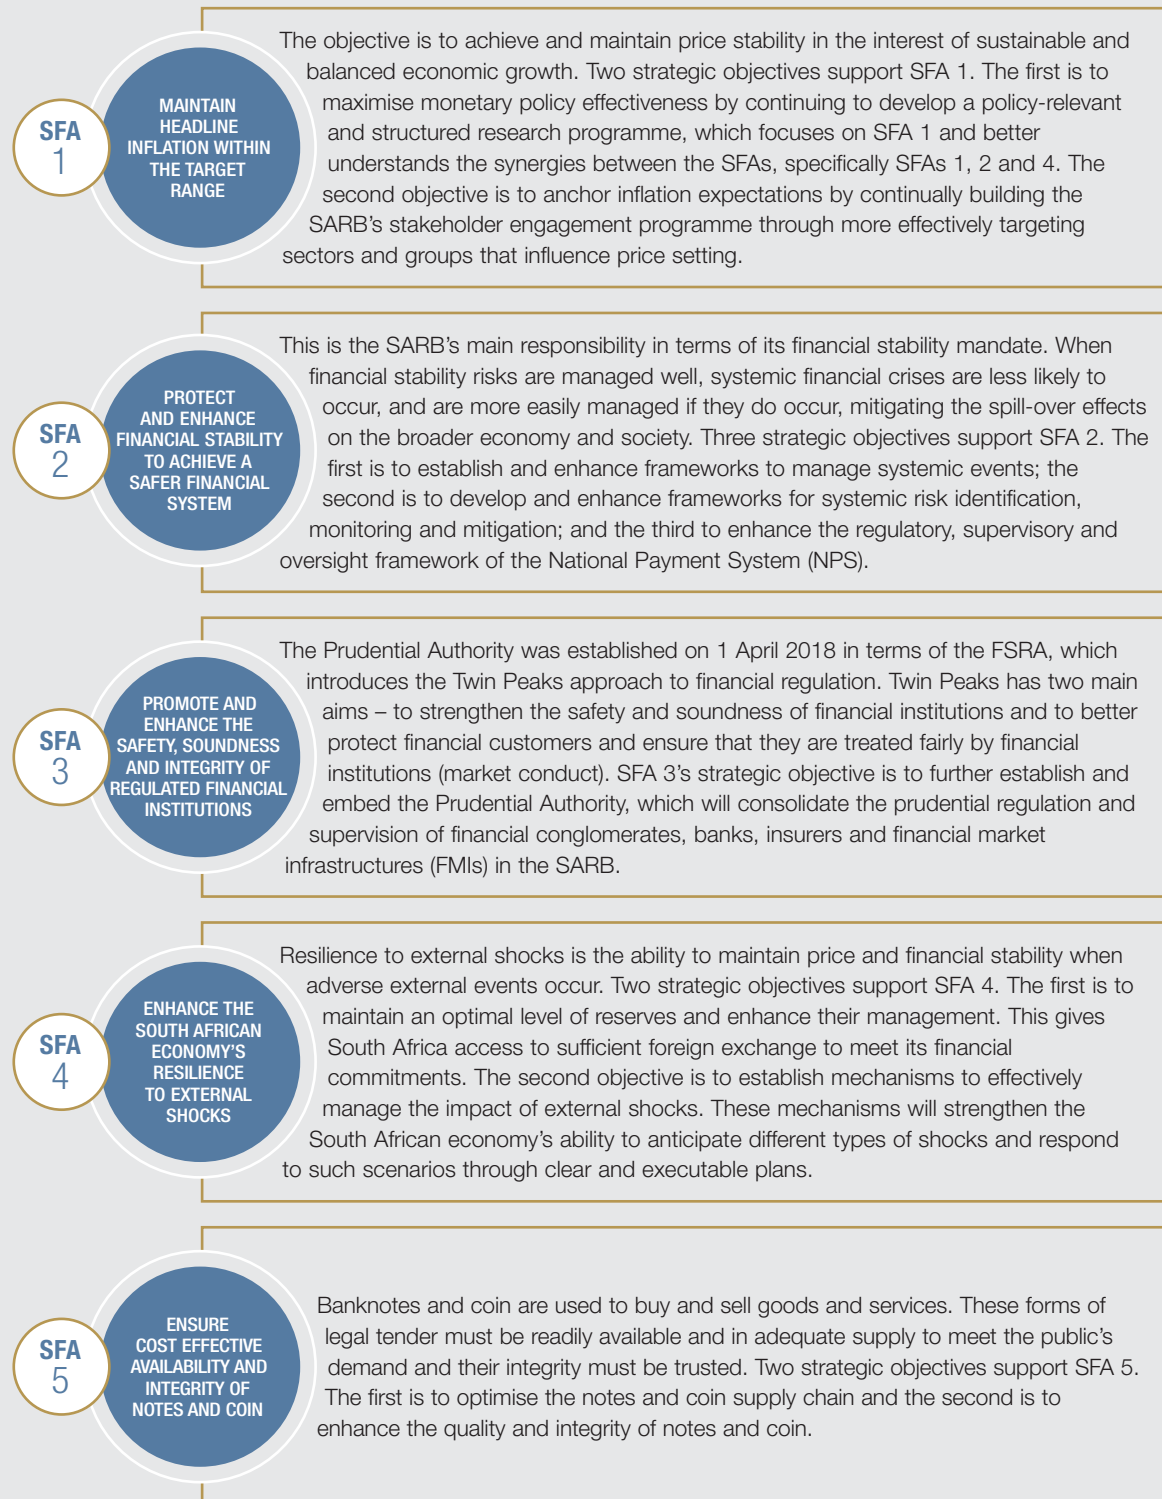 SFA
1
MAINTAIN
HEADLINE
INFLATION WITHIN
THE TARGET
RANGE
The objective is to achieve and maintain price stability in the interest of sustainable and
balanced economic growth. Two strategic objectives support SFA 1. The first is to
maximise monetary policy effectiveness by continuing to develop a policy-relevant
and structured research programme, which focuses on SFA 1 and better
understands the synergies between the SFAs, specifically SFAs 1, 2 and 4. The
second objective is to anchor inflation expectations by continually building the
SARB's stakeholder engagement programme through more effectively targeting
sectors and groups that influence price setting.
SFA
2
PROTECT
AND ENHANCE
FINANCIAL STABILITY
TO ACHIEVE A
SAFER FINANCIAL
SYSTEM
This is the SARB's main responsibility in terms of its financial stability mandate. When
financial stability risks are managed well, systemic financial crises are less likely to
occur, and are more easily managed if they do occur, mitigating the spill-over effects
on the broader economy and society. Three strategic objectives support SFA 2. The
first is to establish and enhance frameworks to manage systemic events; the
second is to develop and enhance frameworks for systemic risk identification,
monitoring and mitigation; and the third to enhance the regulatory, supervisory and
oversight framework of the National Payment System (NPS).
SFA
3
PROMOTE AND
ENHANCE THE
SAFETY, SOUNDNESS
AND INTEGRITY OF
REGULATED FINANCIAL
INSTITUTIONS
The Prudential Authority was established on 1 April 2018 in terms of the FSRA, which
introduces the Twin Peaks approach to financial regulation. Twin Peaks has two main
aims – to strengthen the safety and soundness of financial institutions and to better
protect financial customers and ensure that they are treated fairly by financial
institutions (market conduct). SFA 3's strategic objective is to further establish and
embed the Prudential Authority, which will consolidate the prudential regulation and
supervision of financial conglomerates, banks, insurers and financial market
infrastructures (FMIs) in the SARB.
SFA
4
ENHANCE THE
SOUTH AFRICAN
ECONOMY'S
RESILIENCE
TO EXTERNAL
SHOCKS
Resilience to external shocks is the ability to maintain price and financial stability when
adverse external events occur. Two strategic objectives support SFA 4. The first is to
maintain an optimal level of reserves and enhance their management. This gives
South Africa access to sufficient foreign exchange to meet its financial
commitments. The second objective is to establish mechanisms to effectively
manage the impact of external shocks. These mechanisms will strengthen the
South African economy's ability to anticipate different types of shocks and respond
to such scenarios through clear and executable plans.
SFA
5
ENSURE
COST EFFECTIVE
AVAILABILITY AND
INTEGRITY OF
NOTES AND COIN
Banknotes and coin are used to buy and sell goods and services. These forms of
legal tender must be readily available and in adequate supply to meet the public's
demand and their integrity must be trusted. Two strategic objectives support SFA 5.
The first is to optimise the notes and coin supply chain and the second is to
enhance the quality and integrity of notes and coin.